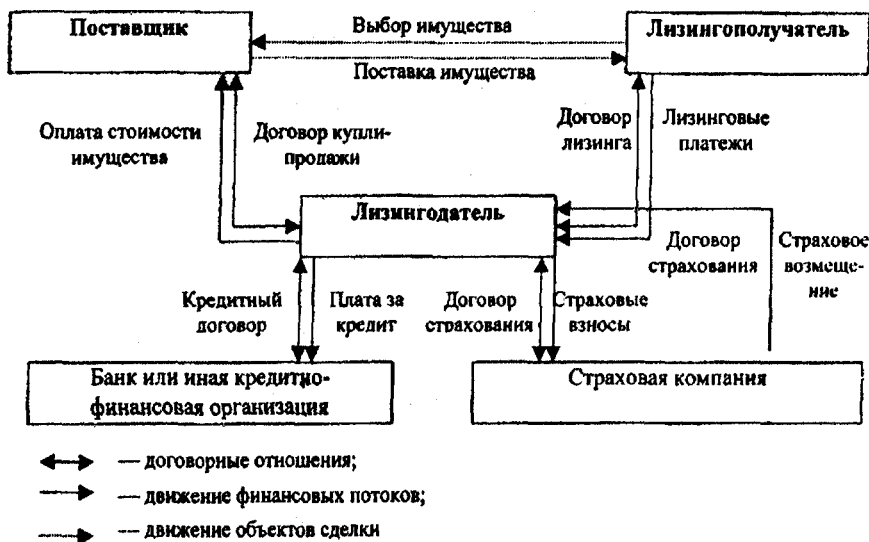 Поставщик
Выбор имущества
Лизингополучатель
Поставка имущества
Оплата стоимости
имущества
Договор купли-
продажи
Договор
лизинга
Лизинговые
платежи
Лизингодатель
Договор
страхования
Страховое
возмеще-
ние
Кредитный
договор
Плата за
кредит
Договор
страхования
Страховые
взносы
Банк или иная кредитно-
финансовая организация
Страховая компания
— договорные отношения;
— движение финансовых потоков;
— движение объектов сделки